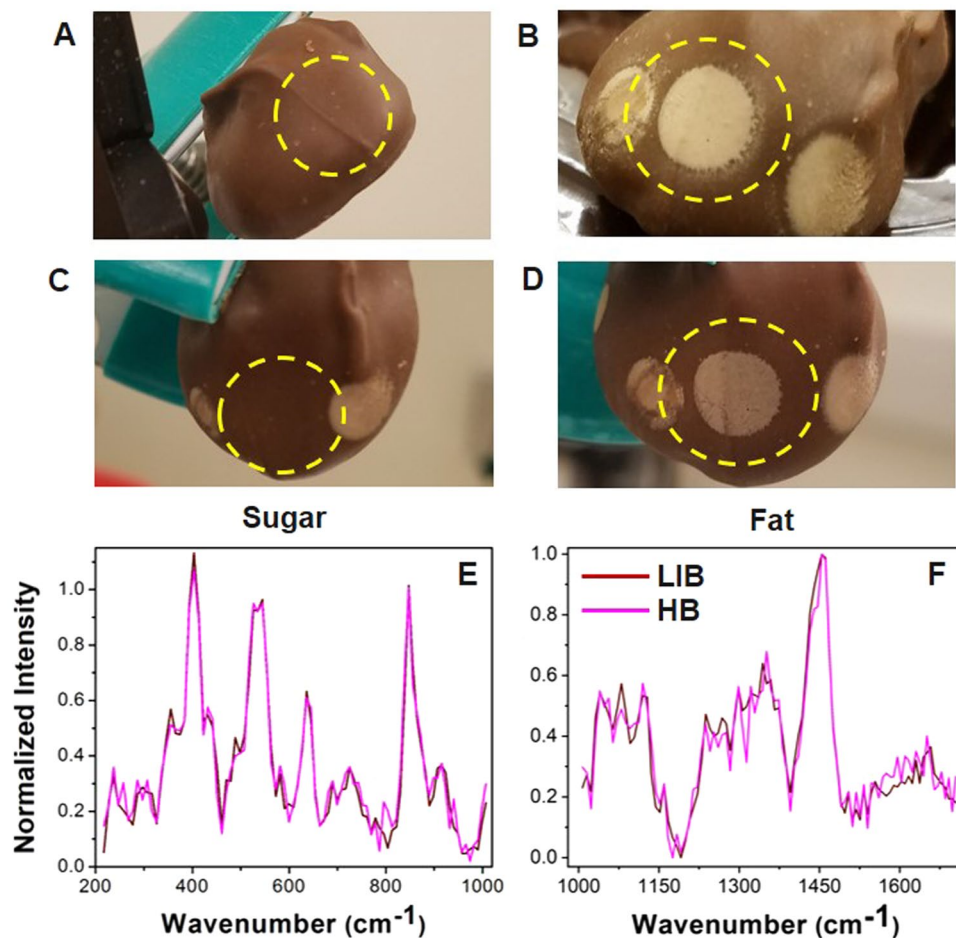 A
B
C
D
Sugar
Fat
E
F
LIB
HB
Normalized Intensity
1.0
0.8
0.6
0.4
0.2
0.0
200
400
600
800
1000
Wavenumber (cm⁻¹)
1.0
0.8
0.6
0.4
0.2
0.0
1000
1150
1300
1450
1600
Wavenumber (cm⁻¹)